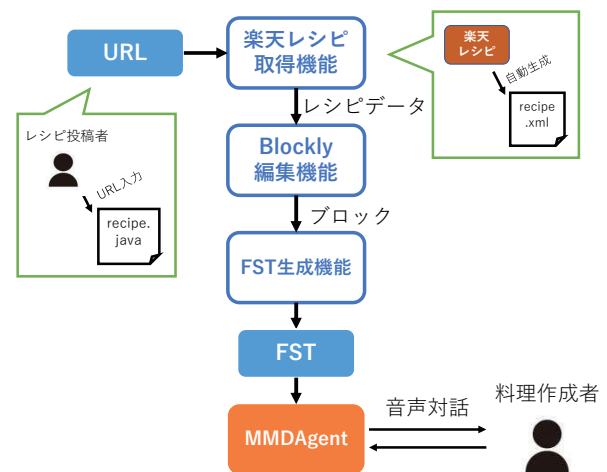 URL
楽天レシピ
取得機能
楽天
レシピ
自動生成
recipe
.xml
レシピデータ
レシピ投稿者
URL入力
recipe.
java
Blockly
編集機能
ブロック
FST生成機能
FST
MMDAgent
音声対話
料理作成者